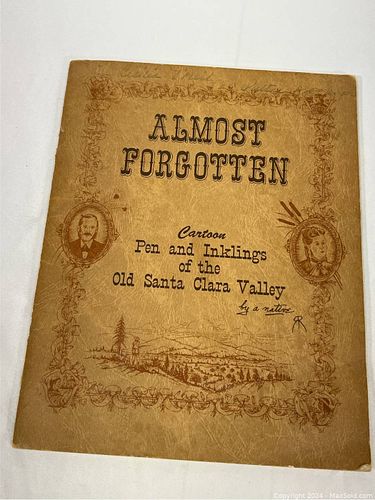 ALMOST
FORGOTTEN
Cartoon
Pen and Inklings
of the
Old Santa Clara Valley
by a native
Copyright 2024 - MaxSold.com